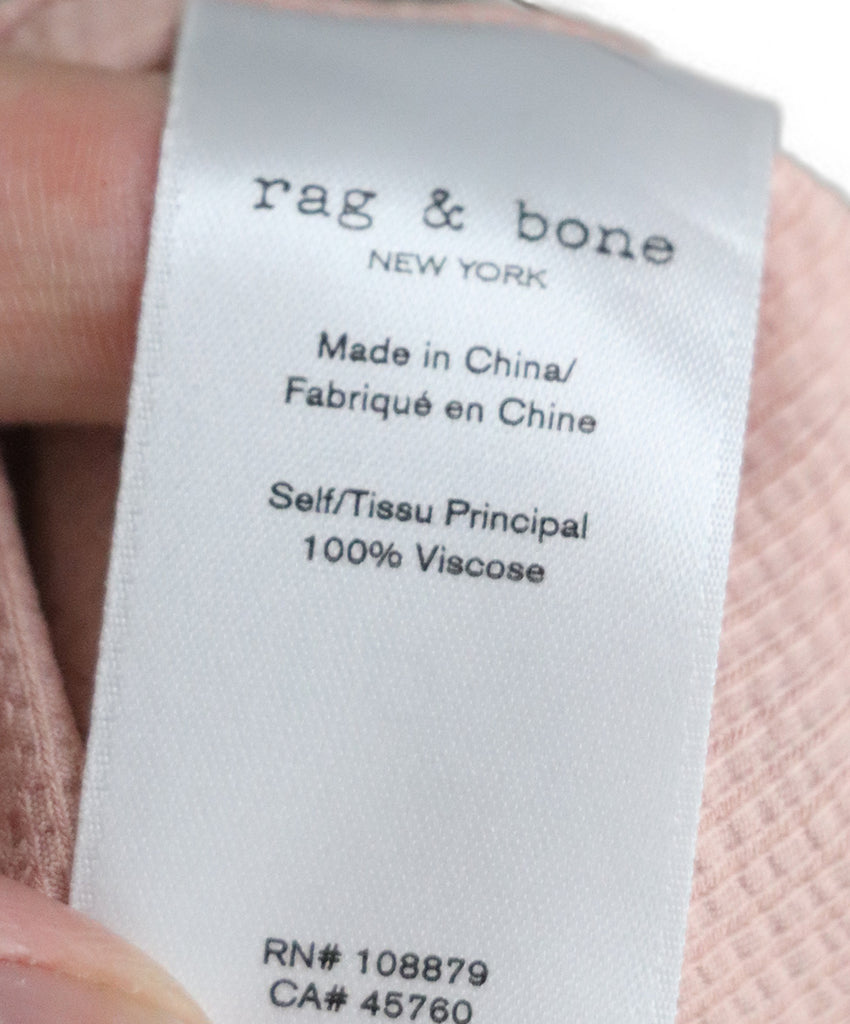 rag & bone
NEW YORK
Made in China/
Fabriqué en Chine
Self/Tissu Principal
100% Viscose
RN# 108879
CA# 45760